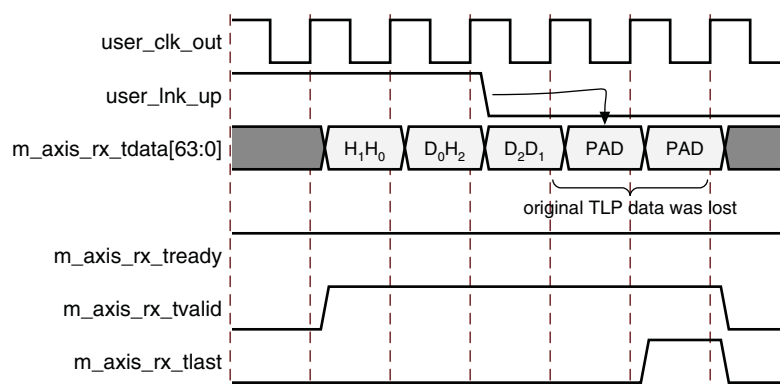 user_clk_out
user_lnk_up
m_axis_rx_tdata[63:0] H₁H₀ D₀H₂ D₂D₁ PAD PAD
original TLP data was lost
m_axis_rx_tready
m_axis_rx_tvalid
m_axis_rx_tlast